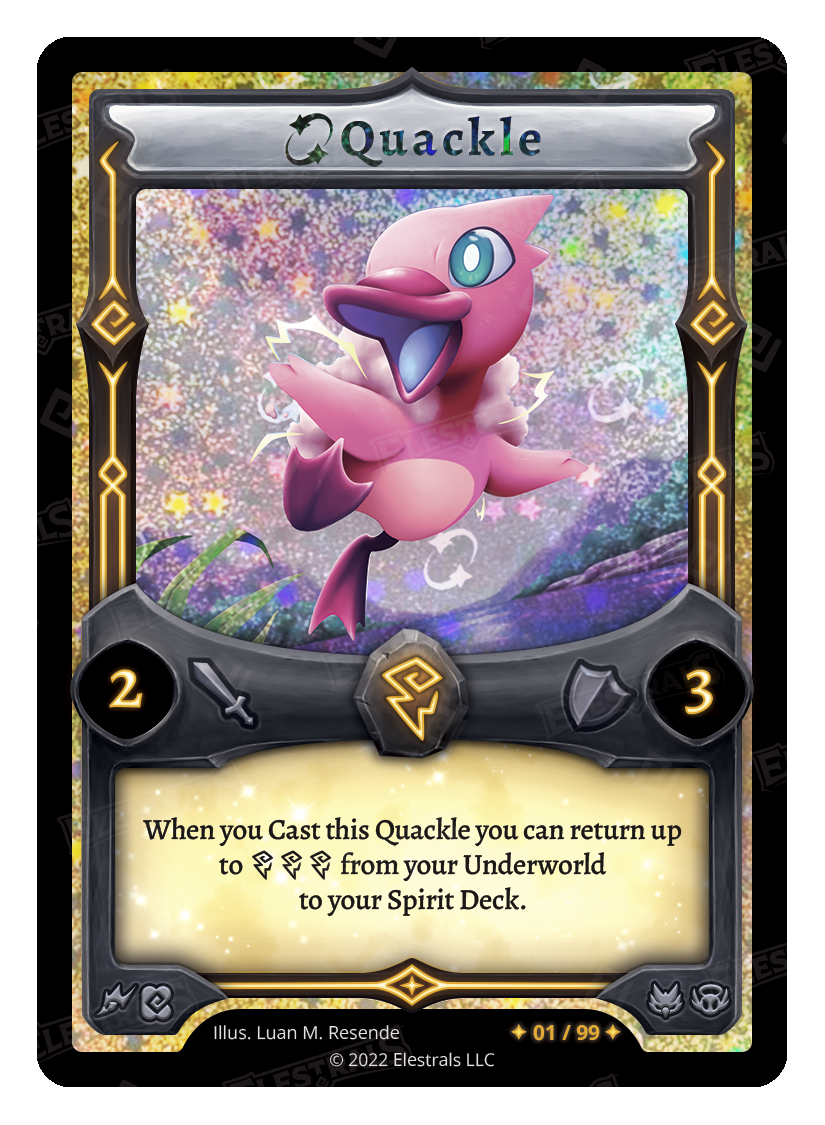 Quackle
2
3
When you Cast this Quackle you can return up
to from your Underworld
to your Spirit Deck.
Illus. Luan M. Resende
01 / 99
© 2022 Elestrals LLC
ELESTRALS